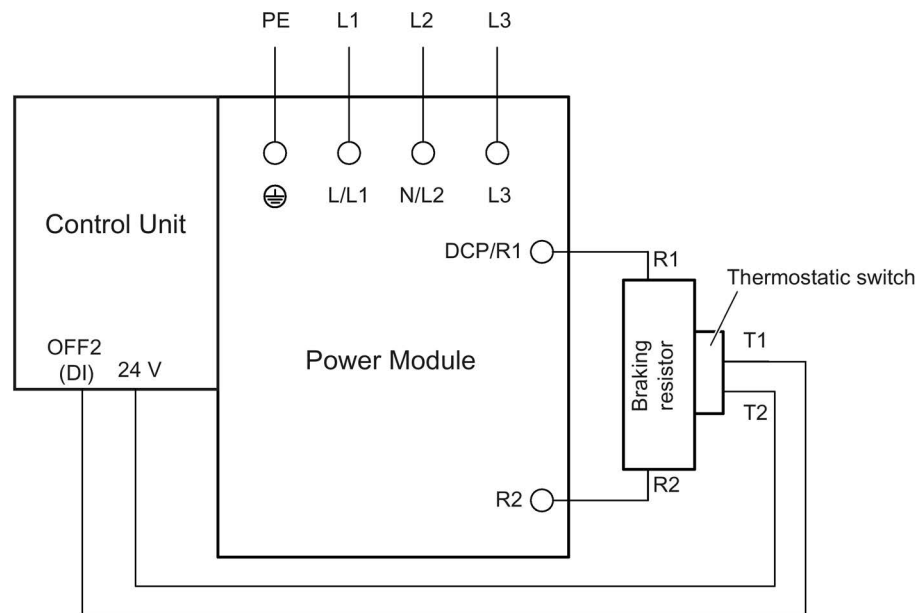 PE L1 L2 L3
L/L1 N/L2 L3
Control Unit
DCP/R1
R1
Thermostatic switch
OFF2
(DI)
24 V
Power Module
Braking
resistor
T1
T2
R2
R2